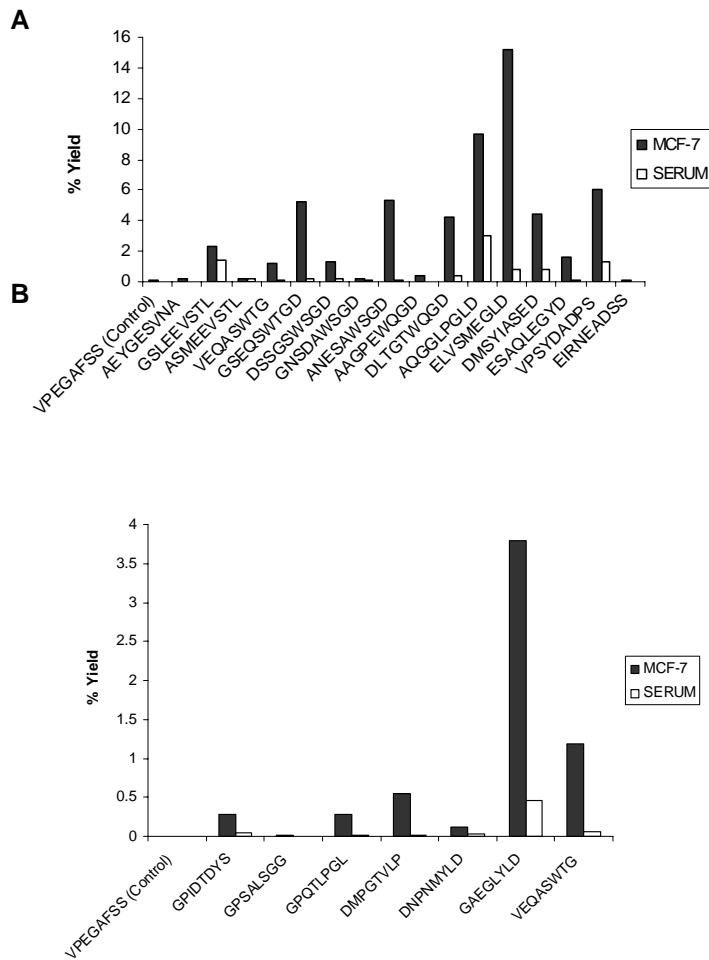 A
16
14
12
10
8
6
4
2
0
% Yield
MCF-7
SERUM
VPEGAFSS (Control)
AEYGESVNA
GSLEEVSTL
ASMEEVSTL
VEQASWTG
GSEQSWTGD
DSSGSWSGD
GNSDAWSGD
ANESAWSGD
AAGPEWQGD
DLTGTWQGD
AQGGLPGLD
ELVSMEGLD
DMSYIASED
ESAQLEGYD
VPSYDADPS
EIRNEADSS
B
4
3.5
3
2.5
2
1.5
1
0.5
0
% Yield
MCF-7
SERUM
VPEGAFSS (Control)
GPIDTDYS
GPSALSGG
GPQTLPGL
DMPGTVLP
DNPNMYLD
GAEGLYLD
VEQASWTG